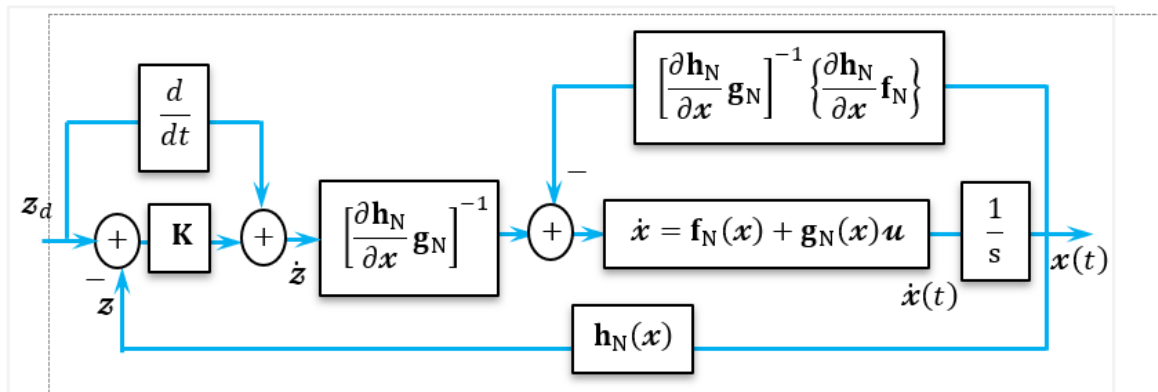 [∂h_N/∂x g_N]^{-1} {∂h_N/∂x f_N}
d/dt
−
z_d
+
K
+
[∂h_N/∂x g_N]^{-1}
+
ẋ = f_N(x) + g_N(x)u
1/s
−
z
ż
ẋ(t)
x(t)
h_N(x)